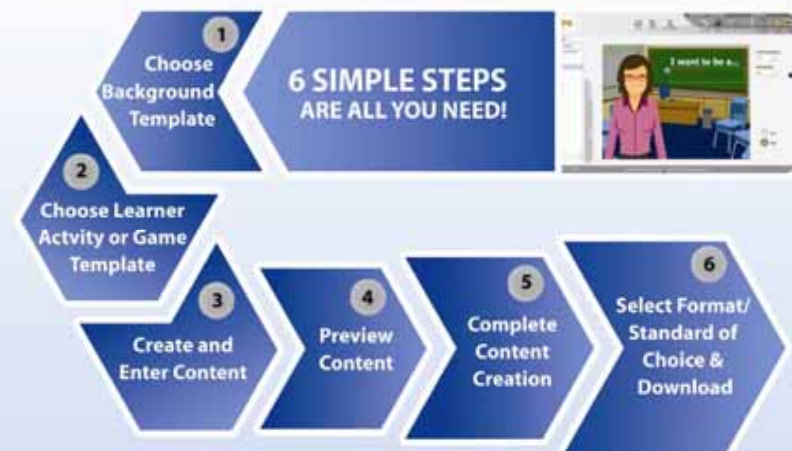 6 SIMPLE STEPS
ARE ALL YOU NEED!
I want to be a...
1
Choose
Background
Template
2
Choose Learner
Actvity or Game
Template
3
Create and
Enter Content
4
Preview
Content
5
Complete
Content
Creation
6
Select Format/
Standard of
Choice &
Download